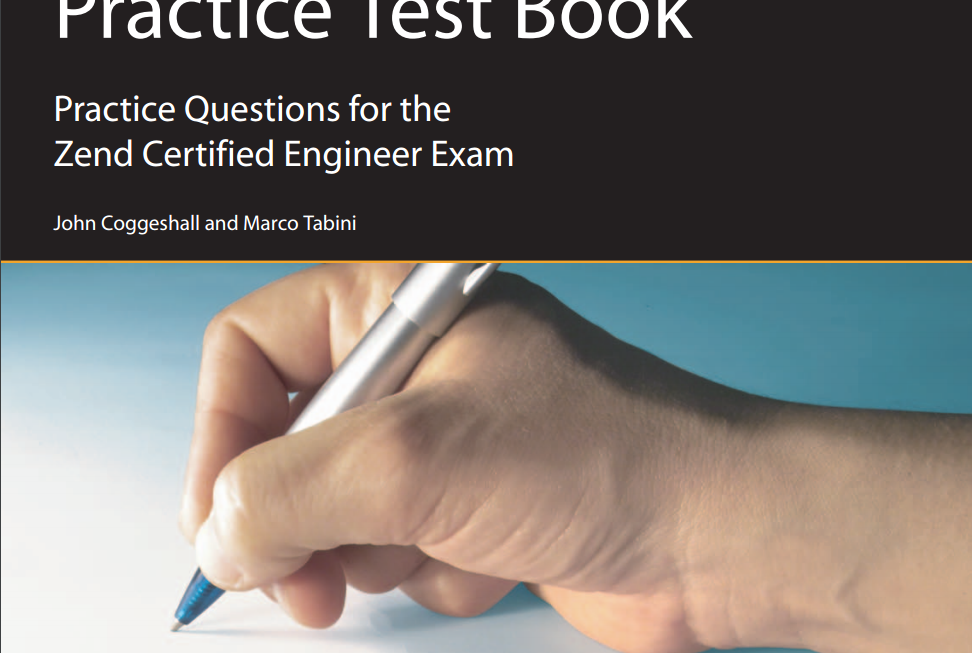 Practice Test Book
Practice Questions for the
Zend Certified Engineer Exam
John Coggeshall and Marco Tabini